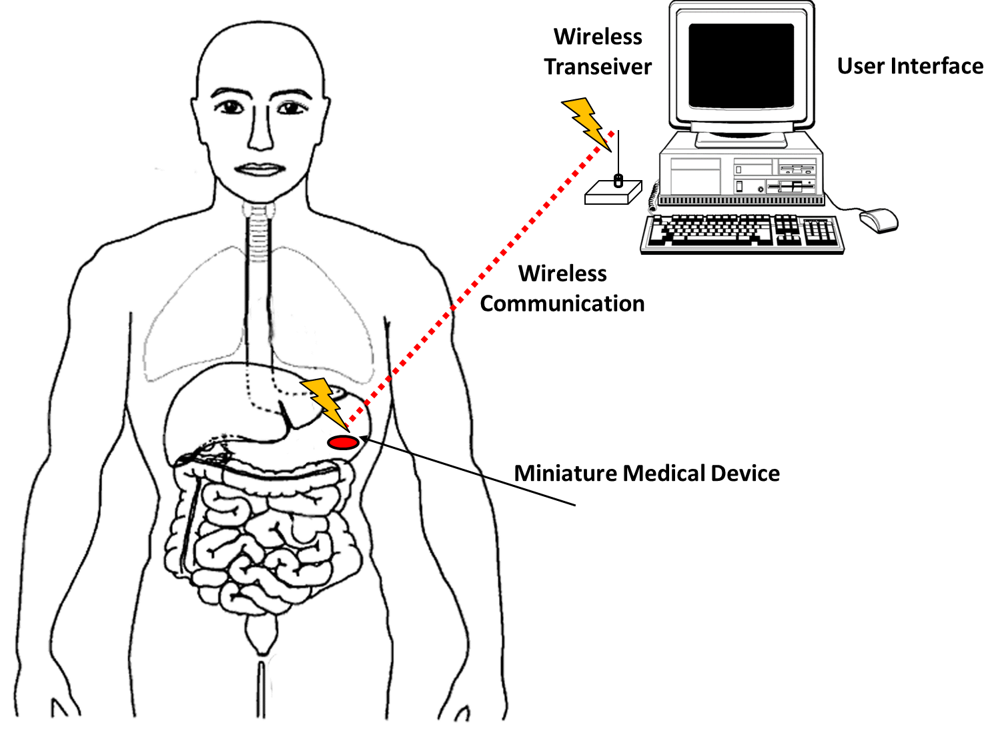 Wireless
Transeiver
User Interface
Wireless
Communication
Miniature Medical Device